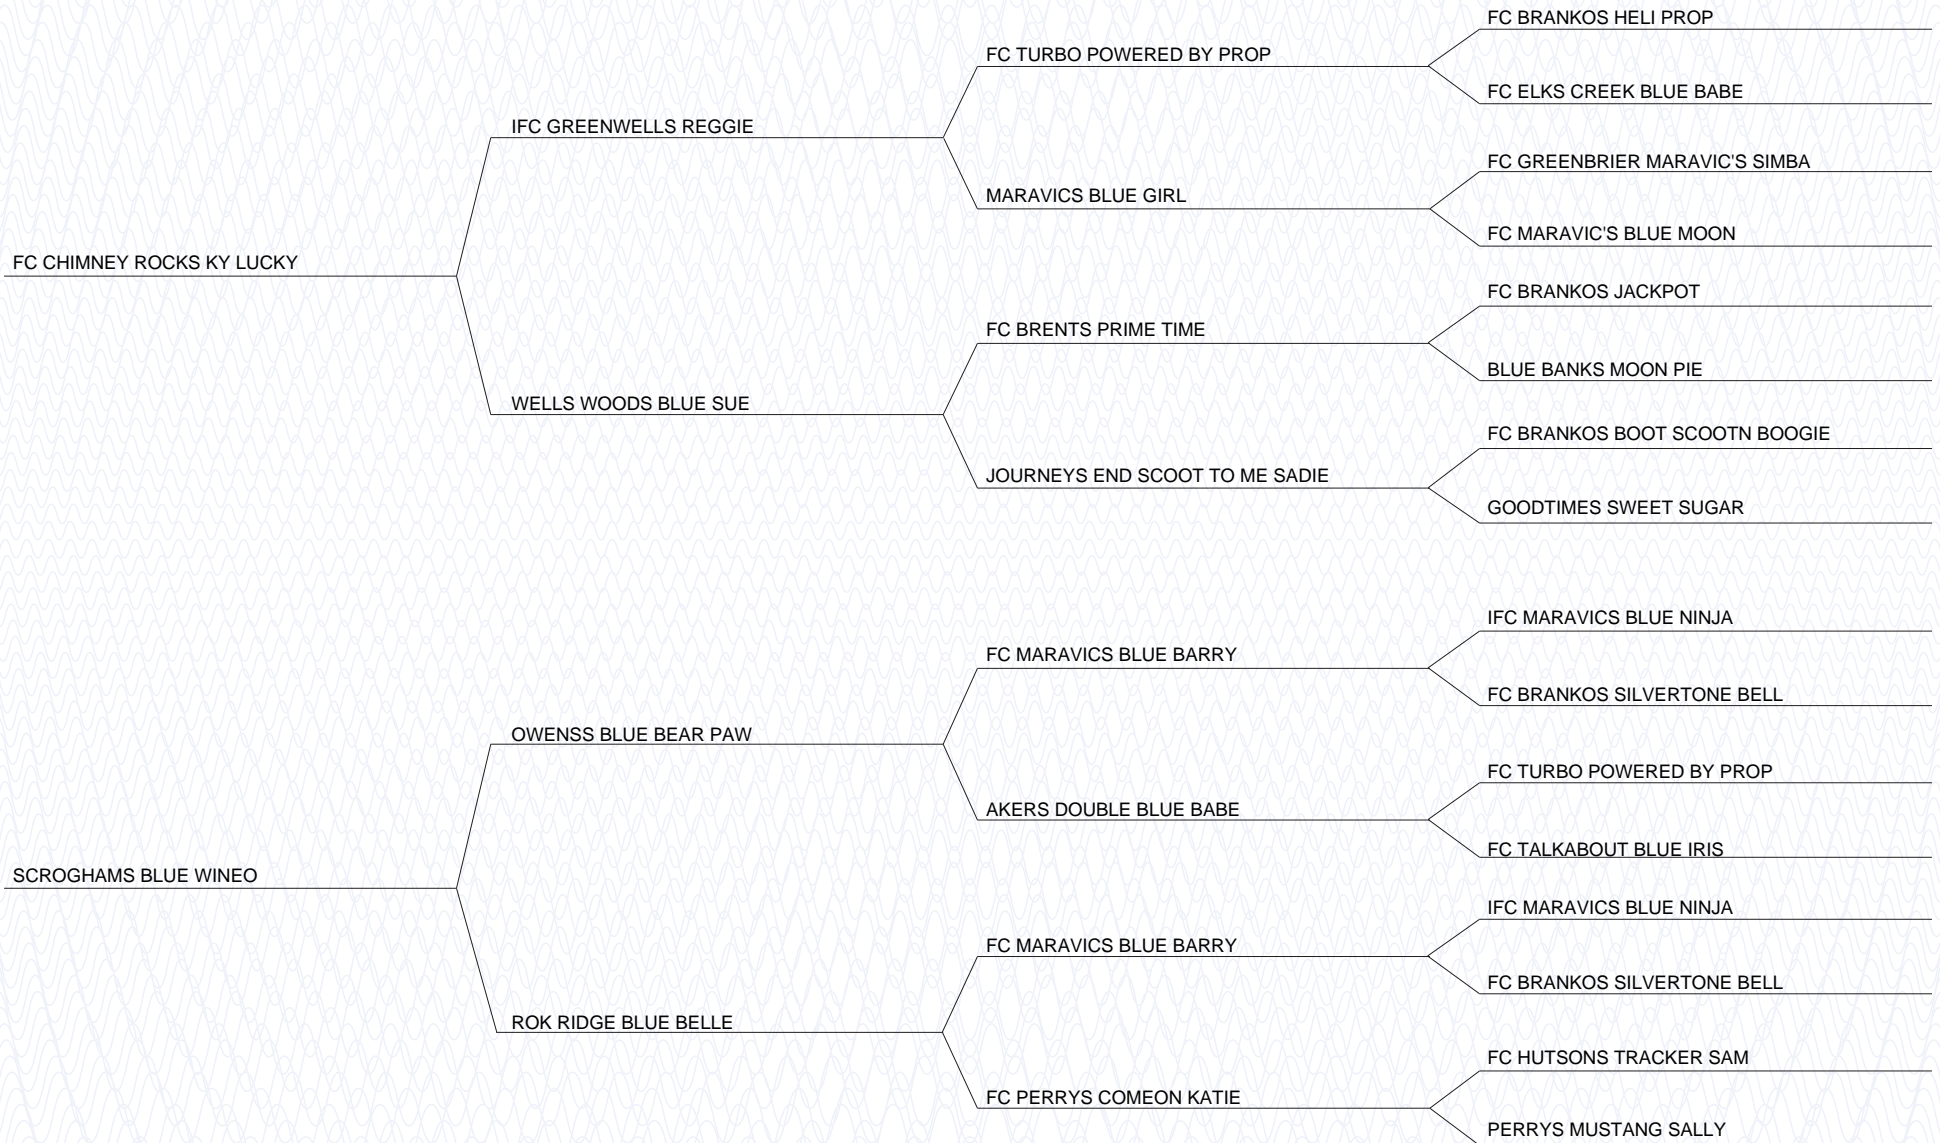 FC BRANKOS HELI PROP
FC TURBO POWERED BY PROP
FC ELKS CREEK BLUE BABE
IFC GREENWELLS REGGIE
FC GREENBRIER MARAVIC'S SIMBA
MARAVICS BLUE GIRL
FC MARAVIC'S BLUE MOON
FC CHIMNEY ROCKS KY LUCKY
FC BRANKOS JACKPOT
FC BRENTS PRIME TIME
BLUE BANKS MOON PIE
WELLS WOODS BLUE SUE
FC BRANKOS BOOT SCOOTN BOOGIE
JOURNEYS END SCOOT TO ME SADIE
GOODTIMES SWEET SUGAR
IFC MARAVICS BLUE NINJA
FC MARAVICS BLUE BARRY
FC BRANKOS SILVERTONE BELL
OWENSS BLUE BEAR PAW
FC TURBO POWERED BY PROP
AKERS DOUBLE BLUE BABE
FC TALKABOUT BLUE IRIS
SCROGHAMS BLUE WINEO
IFC MARAVICS BLUE NINJA
FC MARAVICS BLUE BARRY
FC BRANKOS SILVERTONE BELL
ROK RIDGE BLUE BELLE
FC HUTSONS TRACKER SAM
FC PERRYS COMEON KATIE
PERRYS MUSTANG SALLY